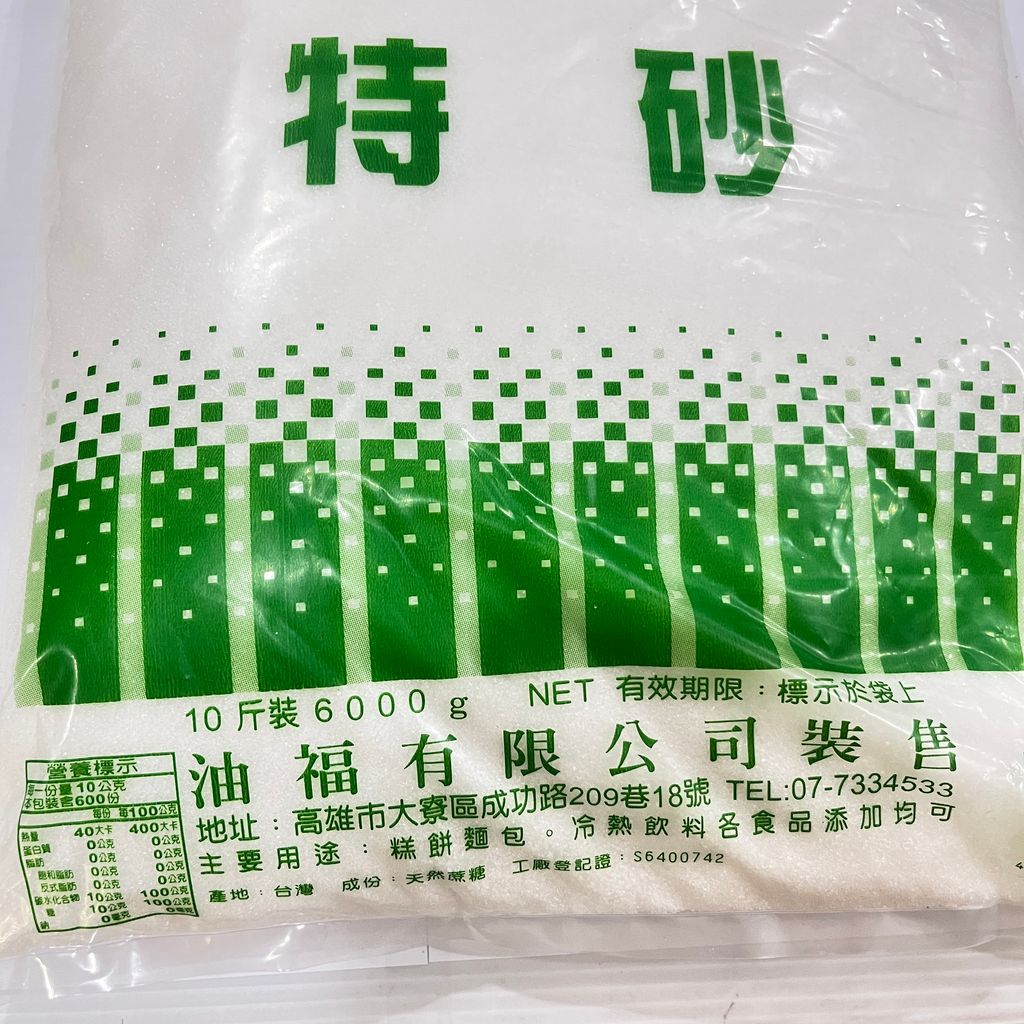 特砂
10斤裝6000g NET 有效期限：標示於袋上
油福有限公司裝售
地址：高雄市大寮區成功路209巷18號 TEL:07-7334533
主要用途：糕餅麵包。冷熱飲料各食品添加均可
產地：台灣 成份：天然蔗糖 工廠登記證：S6400742
營養標示
每一份量10公克
本包裝含600份
每份 每100公克
熱量 40大卡 400大卡
蛋白質 0公克 0公克
脂肪 0公克 0公克
飽和脂肪 0公克 0公克
反式脂肪 0公克 0公克
碳水化合物 10公克 100公克
糖 10公克 100公克
鈉 0毫克 0毫克